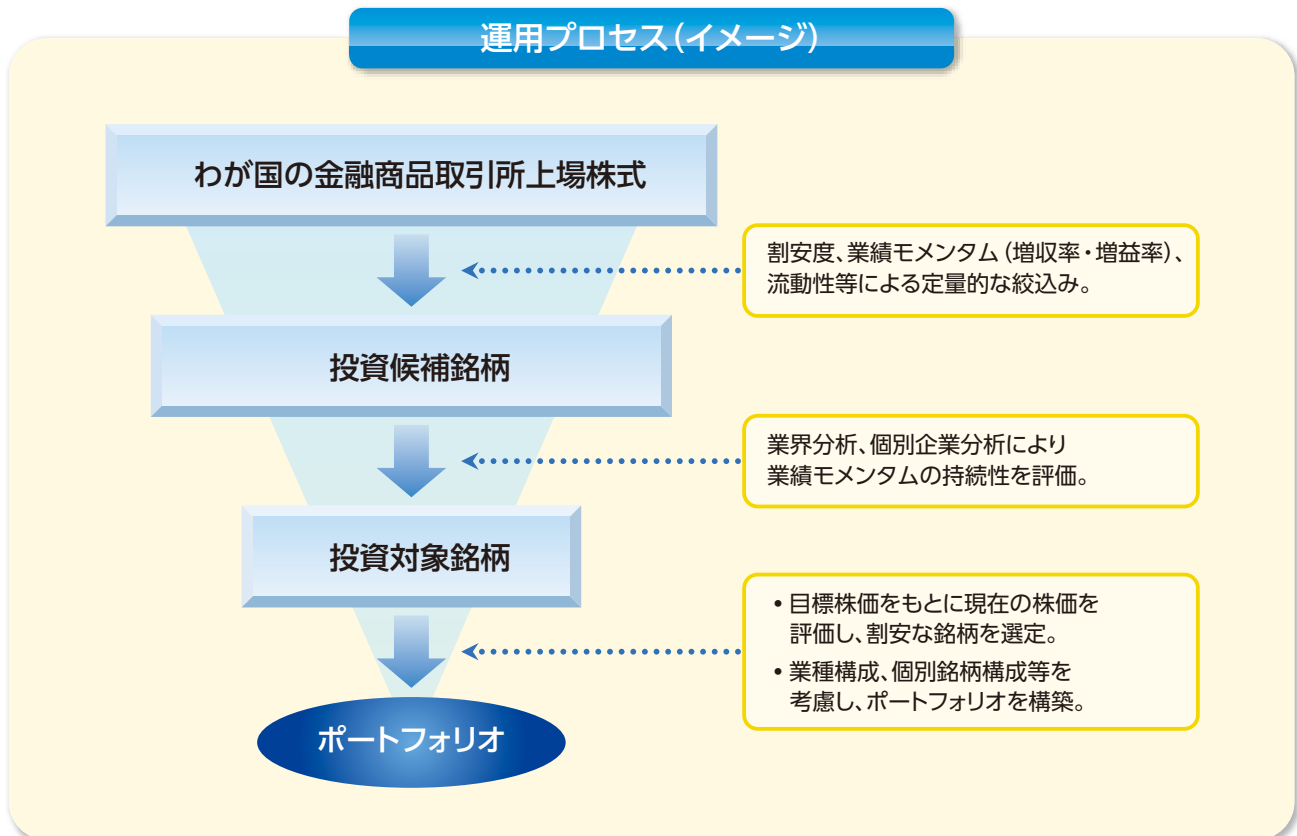 運用プロセス(イメージ)
わが国の金融商品取引所上場株式
割安度、業績モメンタム(増収率・増益率)、
流動性等による定量的な絞込み。
投資候補銘柄
業界分析、個別企業分析により
業績モメンタムの持続性を評価。
投資対象銘柄
• 目標株価をもとに現在の株価を
評価し、割安な銘柄を選定。
• 業種構成、個別銘柄構成等を
考慮し、ポートフォリオを構築。
ポートフォリオ